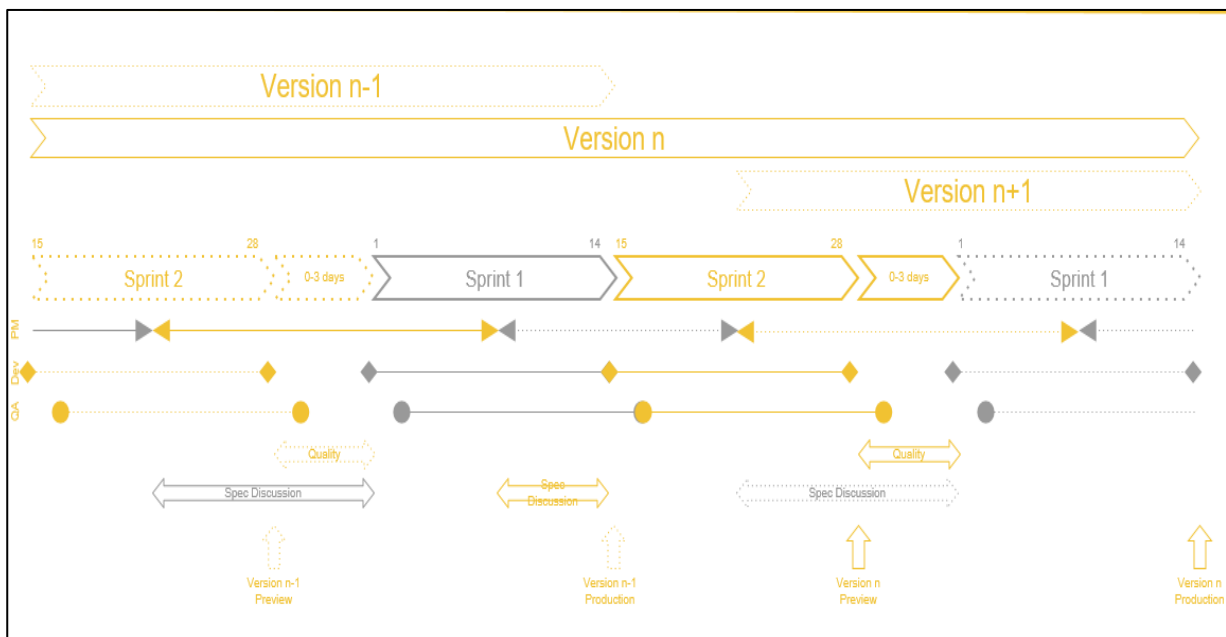 Version n-1
Version n
Version n+1
15 28 1 14 15 28 1 14
Sprint 2 0-3 days Sprint 1 Sprint 2 0-3 days Sprint 1
PM
Dev
QA
Quality Quality
Spec Discussion Spec Discussion Spec Discussion
Version n-1 Preview
Version n-1 Production
Version n Preview
Version n Production